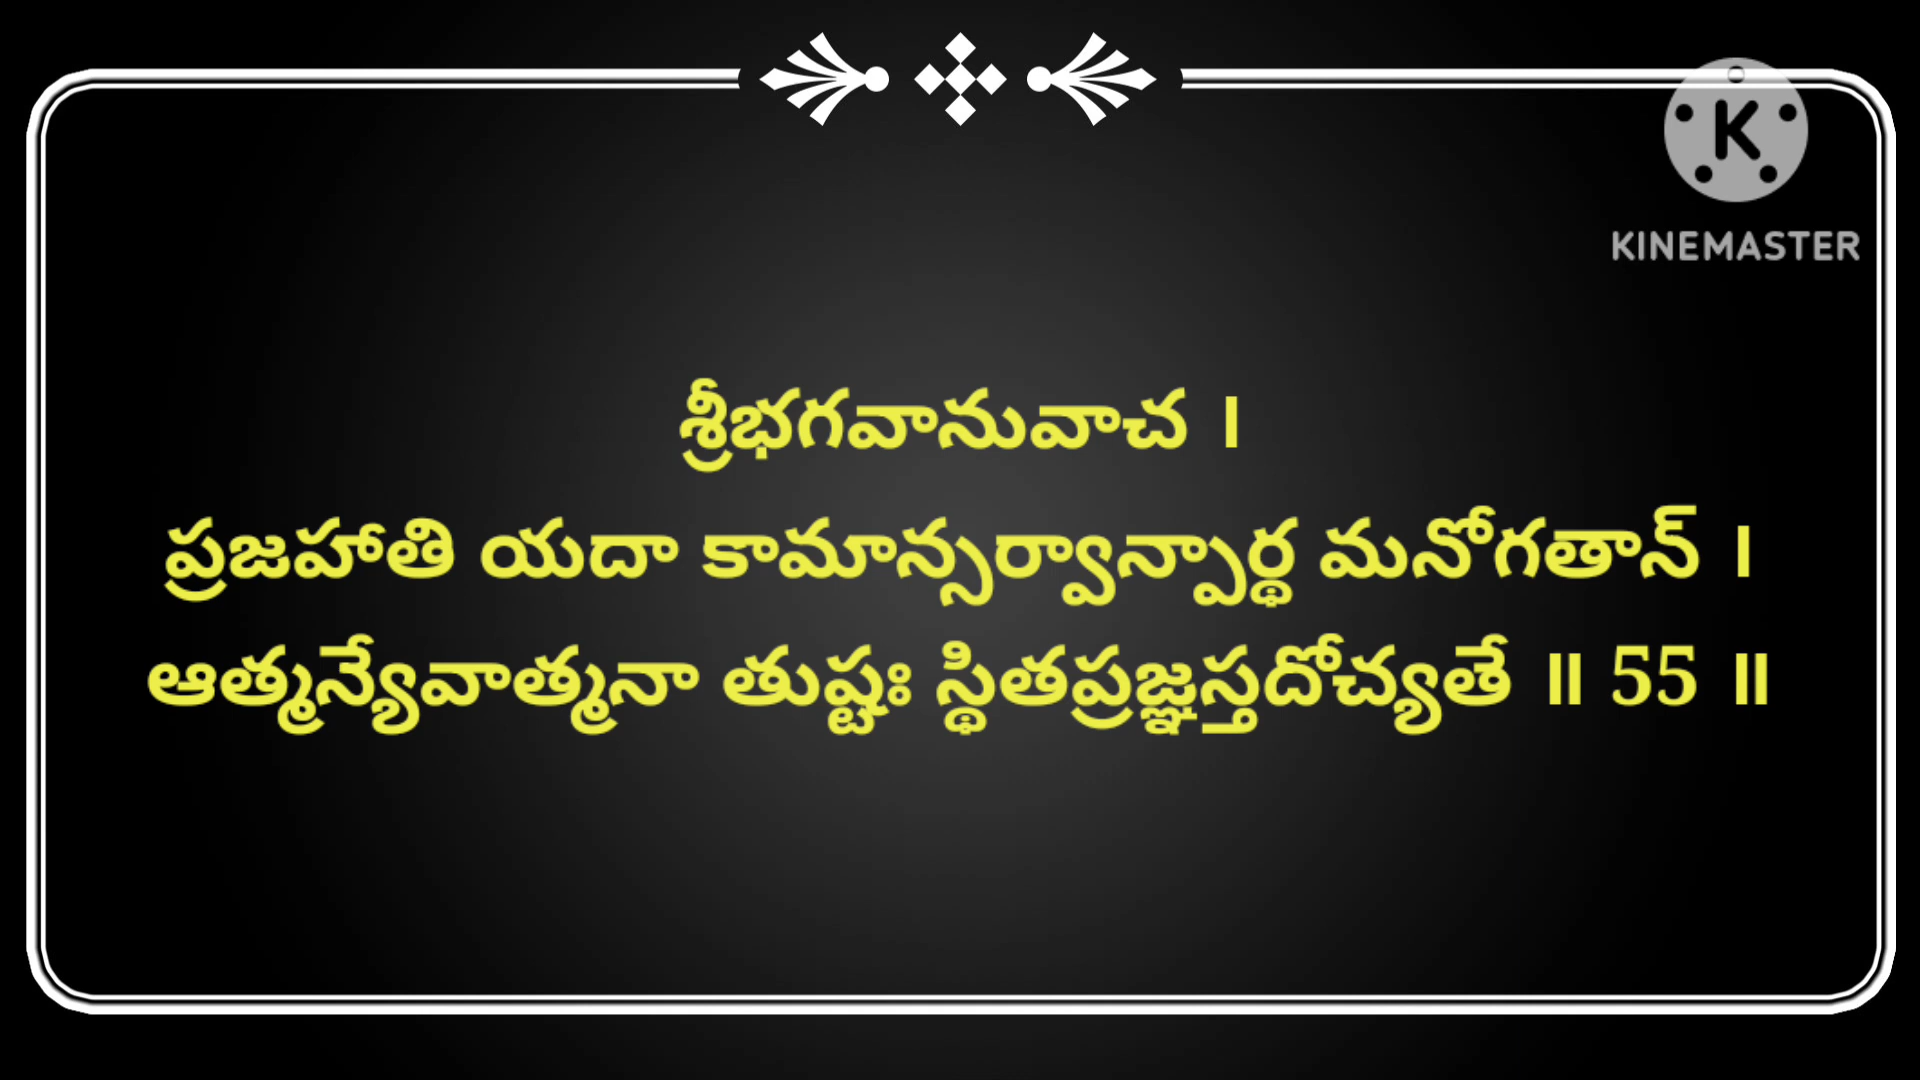 KINEMASTER
శ్రీభగవానువాచ ।
ప్రజహాతి యదా కామాన్సర్వాన్పార్థ మనోగతాన్ ।
ఆత్మన్యేవాత్మనా తుష్టః స్థితప్రజ్ఞస్తదోచ్యతే ॥ 55 ॥